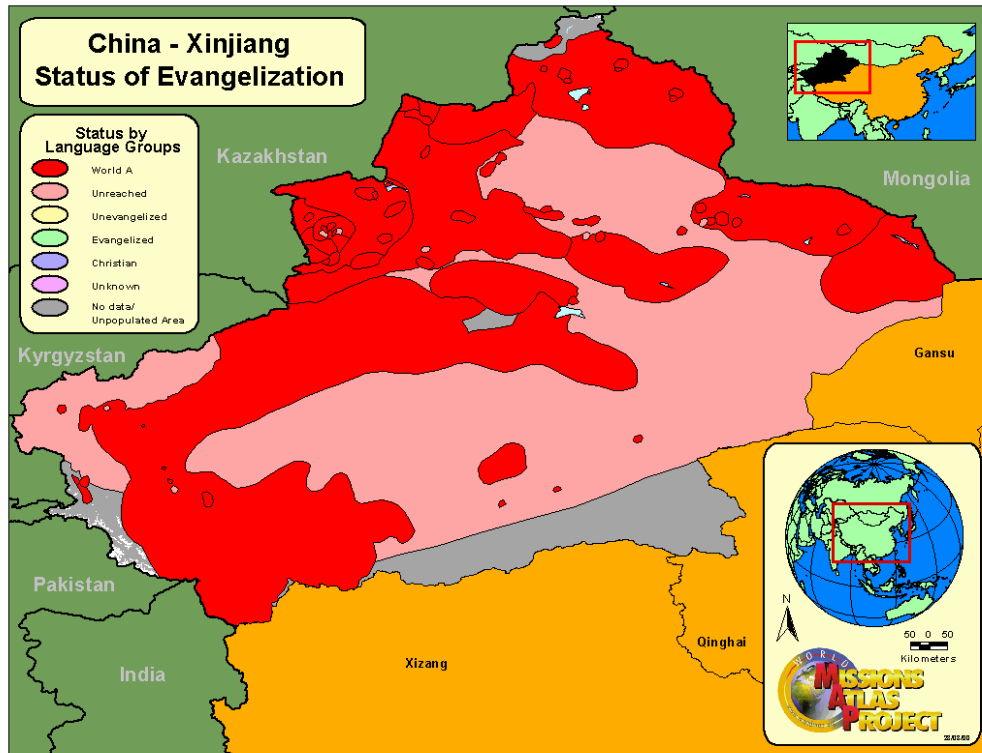 China - Xinjiang
Status of Evangelization
Status by
Language Groups
World A
Unreached
Unevangelized
Evangelized
Christian
Unknown
No data/
Unpopulated Area
Kazakhstan
Mongolia
Kyrgyzstan
Gansu
Pakistan
India
Xizang
Qinghai
N
50 0 50
Kilometers
WORLD
MISSIONS
ATLAS
PROJECT